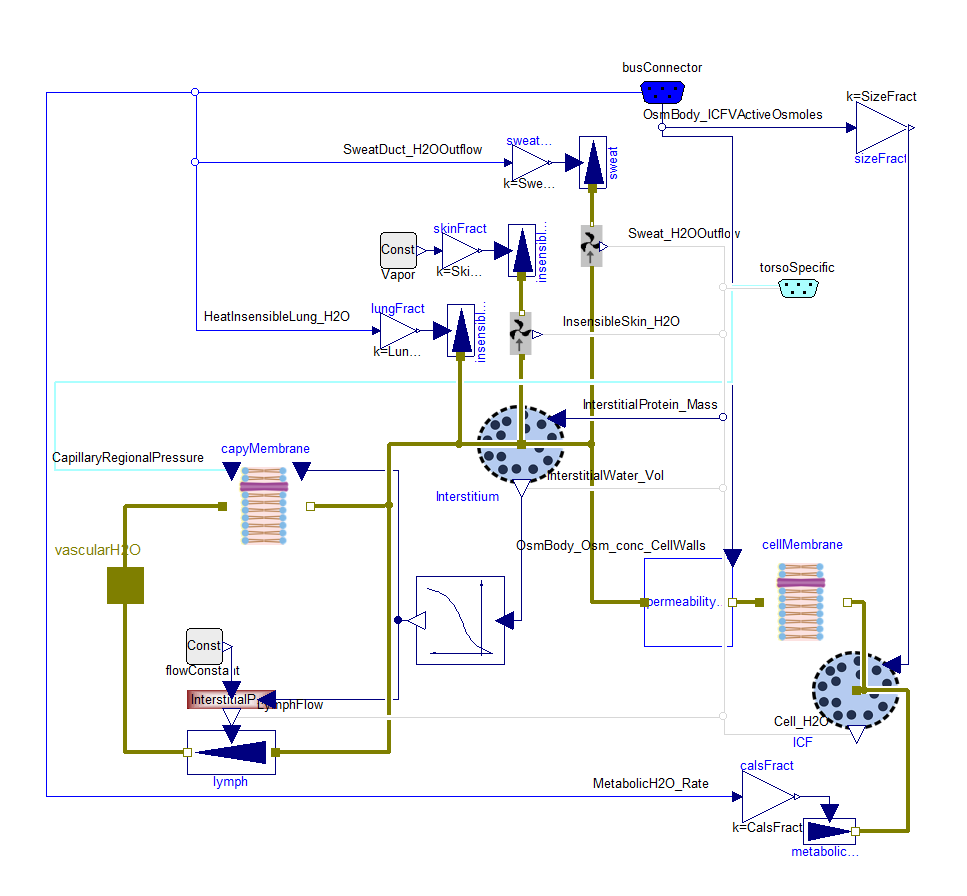 busConnector
OsmBody_ICFVActiveOsmoles
k=SizeFract
sizeFract
SweatDuct_H2OOutflow
sweat...
k=Swe...
sweat
skinFract
Const
Vapor
k=Ski...
insensibl...
Sweat_H2OOutflow
torsoSpecific
HeatInsensibleLung_H2O
lungFract
k=Lun...
insensibl...
InsensibleSkin_H2O
InterstitialProtein_Mass
capyMembrane
CapillaryRegionalPressure
InterstitialWater_Vol
Interstitium
vascularH2O
OsmBody_Osm_conc_CellWalls
cellMembrane
permeability...
Const
flowConstant
InterstitialP...
LymphFlow
Cell_H2O
ICF
lymph
calsFract
MetabolicH2O_Rate
k=CalsFract
metabolic...